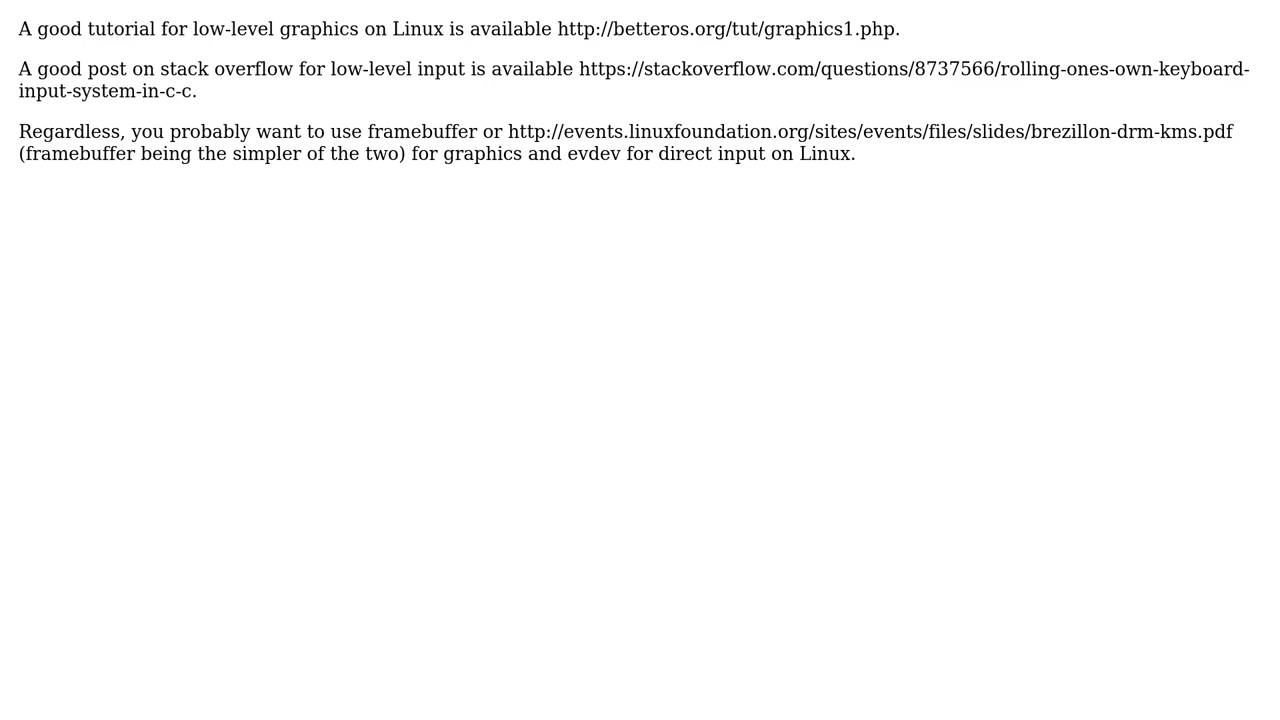 A good tutorial for low-level graphics on Linux is available http://betteros.org/tut/graphics1.php.
A good post on stack overflow for low-level input is available https://stackoverflow.com/questions/8737566/rolling-ones-own-keyboard-
input-system-in-c-c.
Regardless, you probably want to use framebuffer or http://events.linuxfoundation.org/sites/events/files/slides/brezillon-drm-kms.pdf
(framebuffer being the simpler of the two) for graphics and evdev for direct input on Linux.